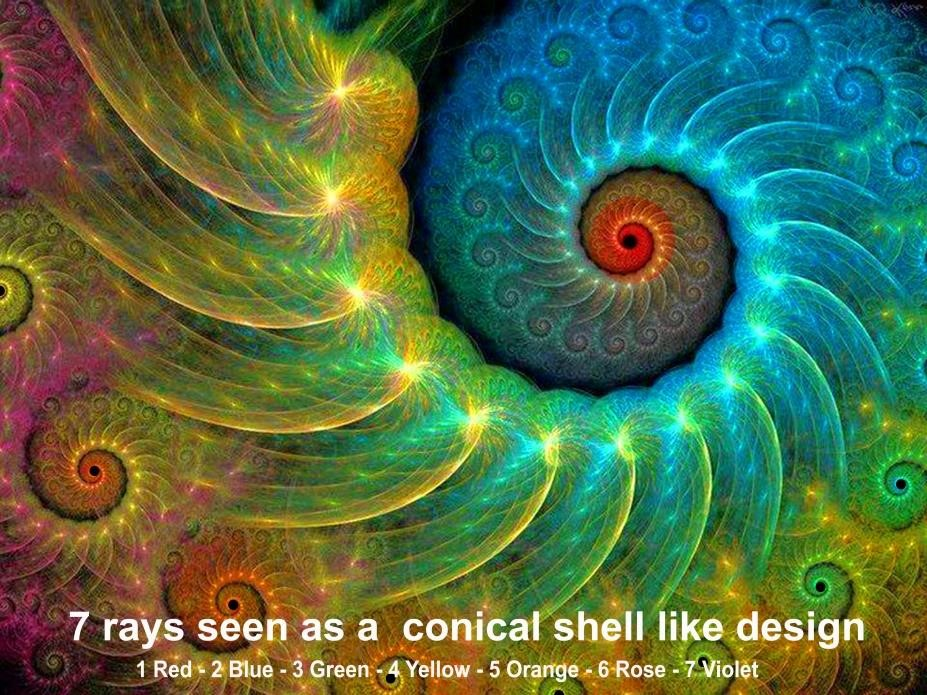 7 rays seen as a  conical shell like design
1 Red - 2 Blue - 3 Green - 4 Yellow - 5 Orange - 6 Rose - 7 Violet